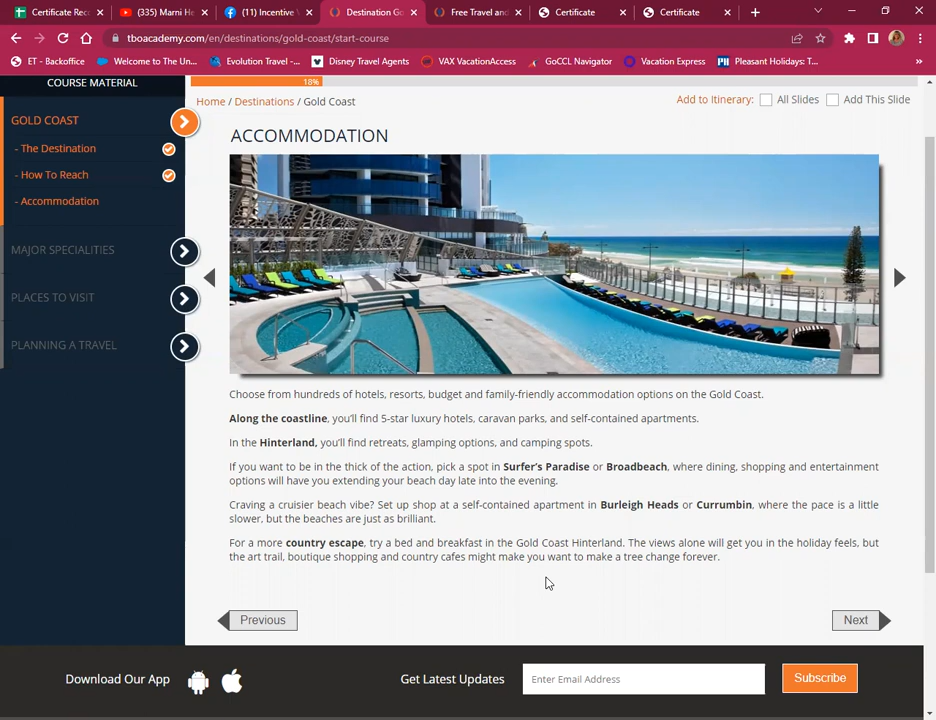 Certificate Rec
(335) Marni He
(11) Incentive
Destination Go
Free Travel and
Certificate
Certificate
tboacademy.com/en/destinations/gold-coast/start-course
ET - Backoffice
Welcome to The Un...
Evolution Travel -...
Disney Travel Agents
VAX VacationAccess
GoCCL Navigator
Vacation Express
Pleasant Holidays: T...
»
COURSE MATERIAL
GOLD COAST
- The Destination
- How To Reach
- Accommodation
MAJOR SPECIALITIES
PLACES TO VISIT
PLANNING A TRAVEL
18%
Home / Destinations / Gold Coast
Add to Itinerary: All Slides Add This Slide
ACCOMMODATION
Choose from hundreds of hotels, resorts, budget and family-friendly accommodation options on the Gold Coast.
Along the coastline, you'll find 5-star luxury hotels, caravan parks, and self-contained apartments.
In the Hinterland, you'll find retreats, glamping options, and camping spots.
If you want to be in the thick of the action, pick a spot in Surfer's Paradise or Broadbeach, where dining, shopping and entertainment
options will have you extending your beach day late into the evening.
Craving a cruisier beach vibe? Set up shop at a self-contained apartment in Burleigh Heads or Currumbin, where the pace is a little
slower, but the beaches are just as brilliant.
For a more country escape, try a bed and breakfast in the Gold Coast Hinterland. The views alone will get you in the holiday feels, but
the art trail, boutique shopping and country cafes might make you want to make a tree change forever.
Previous
Next
Download Our App
Get Latest Updates
Enter Email Address
Subscribe